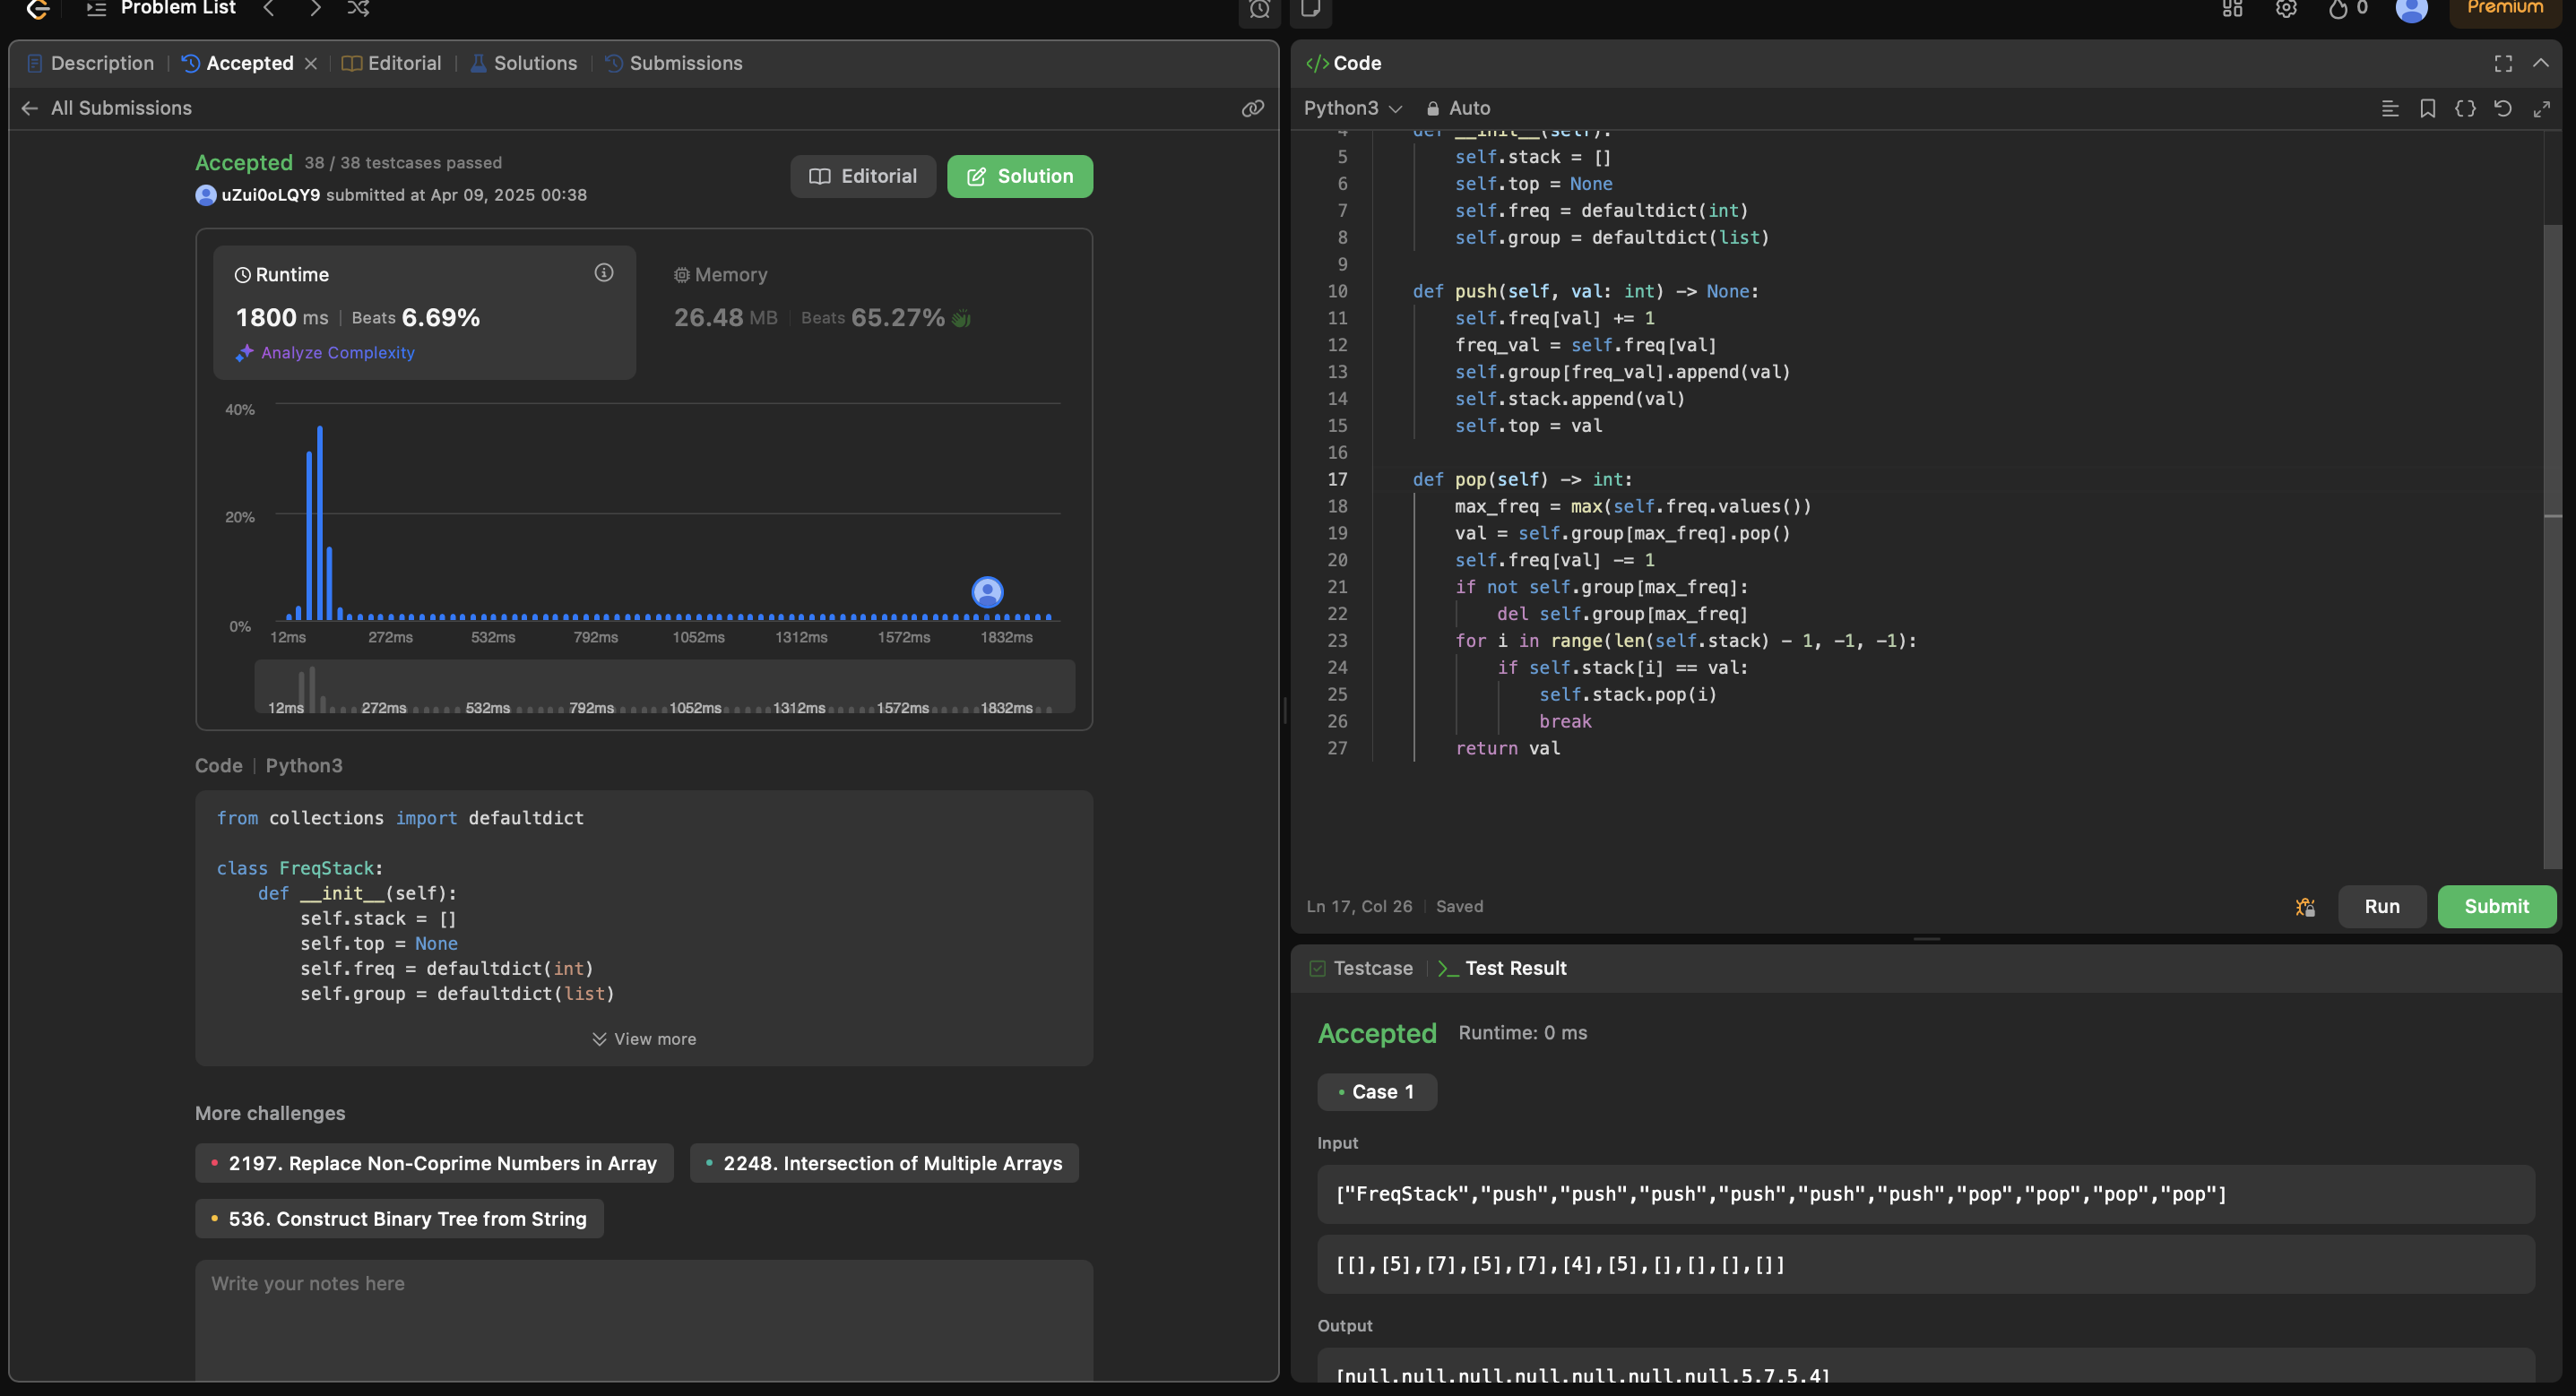 Problem List
0
Premium
Description
Accepted
Editorial
Solutions
Submissions
All Submissions
Accepted 38 / 38 testcases passed
uZui0oLQY9 submitted at Apr 09, 2025 00:38
Editorial
Solution
Runtime
1800 ms | Beats 6.69%
Analyze Complexity
Memory
26.48 MB | Beats 65.27%
40%
20%
0%
12ms 272ms 532ms 792ms 1052ms 1312ms 1572ms 1832ms
12ms 272ms 532ms 792ms 1052ms 1312ms 1572ms 1832ms
Code | Python3
from collections import defaultdict
class FreqStack:
def __init__(self):
self.stack = []
self.top = None
self.freq = defaultdict(int)
self.group = defaultdict(list)
View more
More challenges
2197. Replace Non-Coprime Numbers in Array
2248. Intersection of Multiple Arrays
536. Construct Binary Tree from String
Write your notes here
</> Code
Python3 Auto
4 def __init__(self):
5 self.stack = []
6 self.top = None
7 self.freq = defaultdict(int)
8 self.group = defaultdict(list)
9
10 def push(self, val: int) -> None:
11 self.freq[val] += 1
12 freq_val = self.freq[val]
13 self.group[freq_val].append(val)
14 self.stack.append(val)
15 self.top = val
16
17 def pop(self) -> int:
18 max_freq = max(self.freq.values())
19 val = self.group[max_freq].pop()
20 self.freq[val] -= 1
21 if not self.group[max_freq]:
22 del self.group[max_freq]
23 for i in range(len(self.stack) - 1, -1, -1):
24 if self.stack[i] == val:
25 self.stack.pop(i)
26 break
27 return val
Ln 17, Col 26 | Saved
Run
Submit
Testcase
Test Result
Accepted Runtime: 0 ms
Case 1
Input
["FreqStack","push","push","push","push","push","push","pop","pop","pop","pop"]
[[],[5],[7],[5],[7],[4],[5],[],[],[],[]]
Output
[null,null,null,null,null,null,null,5,7,5,4]